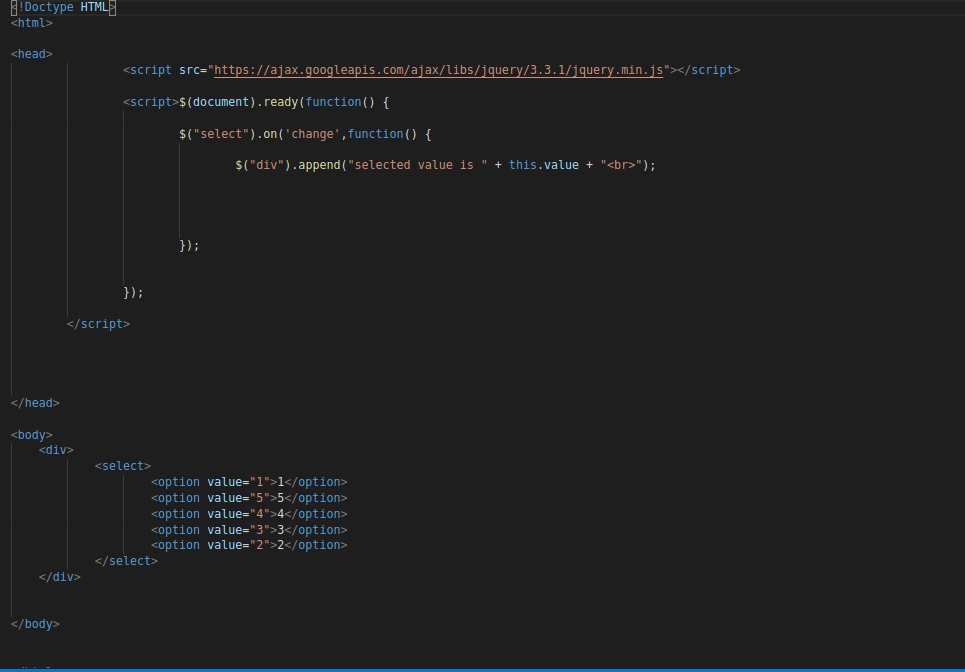 <!Doctype HTML>
<html>
<head>
<script src="https://ajax.googleapis.com/ajax/libs/jquery/3.3.1/jquery.min.js"></script>
<script>$(document).ready(function() {
$("select").on('change',function() {
$("div").append("selected value is " + this.value + "<br>");
});
});
</script>
</head>
<body>
<div>
<select>
<option value="1">1</option>
<option value="5">5</option>
<option value="4">4</option>
<option value="3">3</option>
<option value="2">2</option>
</select>
</div>
</body>